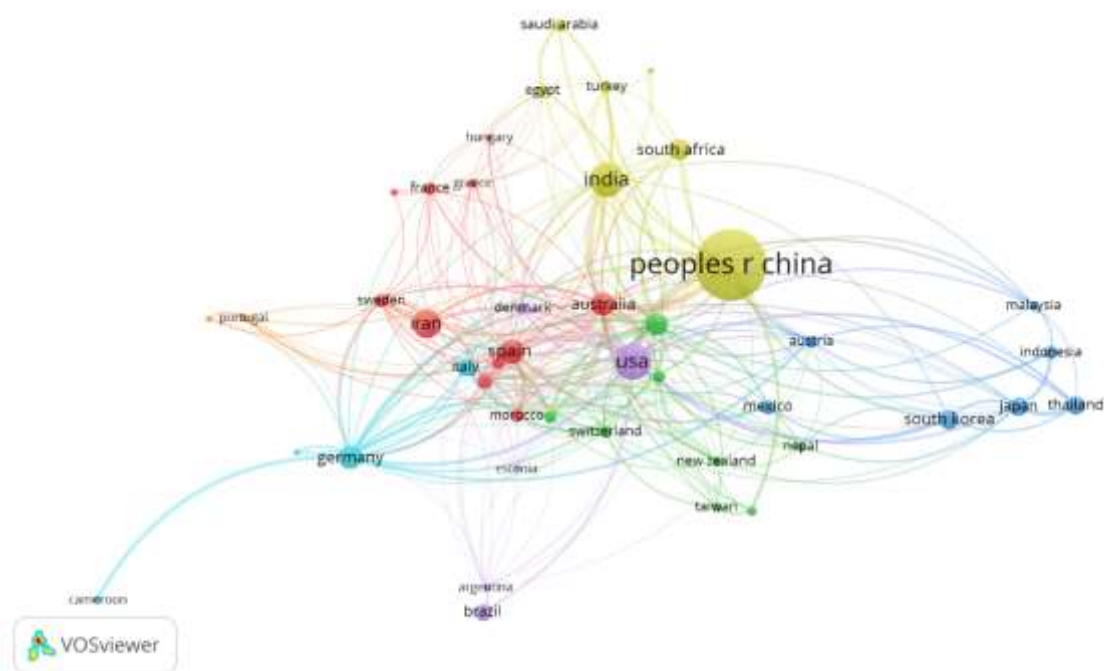 saudi arabia
egypt
turkey
hungary
south africa
france
greece
india
peoples r china
sweden
denmark
australia
malaysia
portugal
iran
austria
spain
usa
indonesia
italy
mexico
japan
thailand
morocco
south korea
switzerland
nepal
germany
estonia
new zealand
taiwan
argentina
cameroon
brazil
VOSviewer